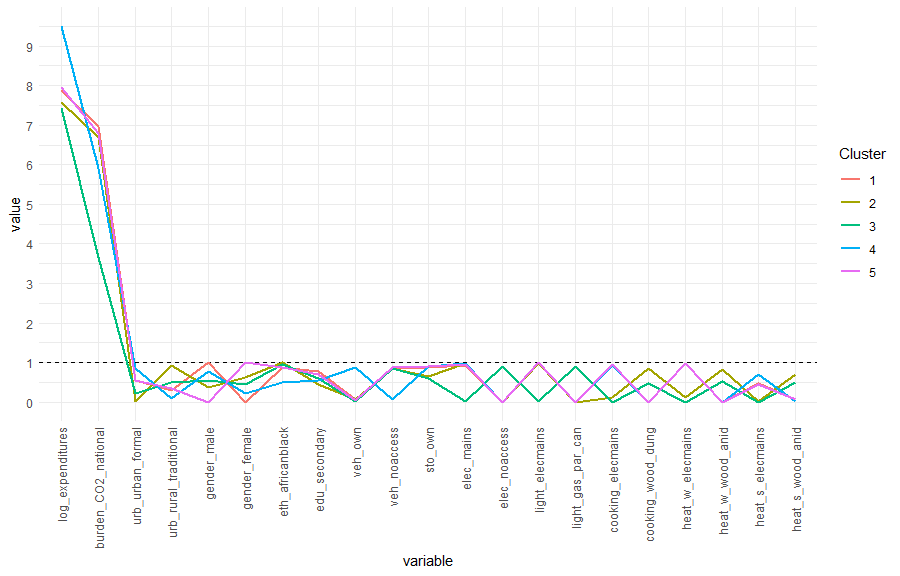 9
8
7
6
5
4
3
2
1
0
value
log_expenditures
burden_CO2_national
urb_urban_formal
urb_rural_traditional
gender_male
gender_female
eth_africanblack
edu_secondary
veh_own
veh_noaccess
sto_own
elec_mains
elec_noaccess
light_elecmains
light_gas_par_can
cooking_elecmains
cooking_wood_dung
heat_w_elecmains
heat_w_wood_anid
heat_s_elecmains
heat_s_wood_anid
variable
Cluster
1
2
3
4
5